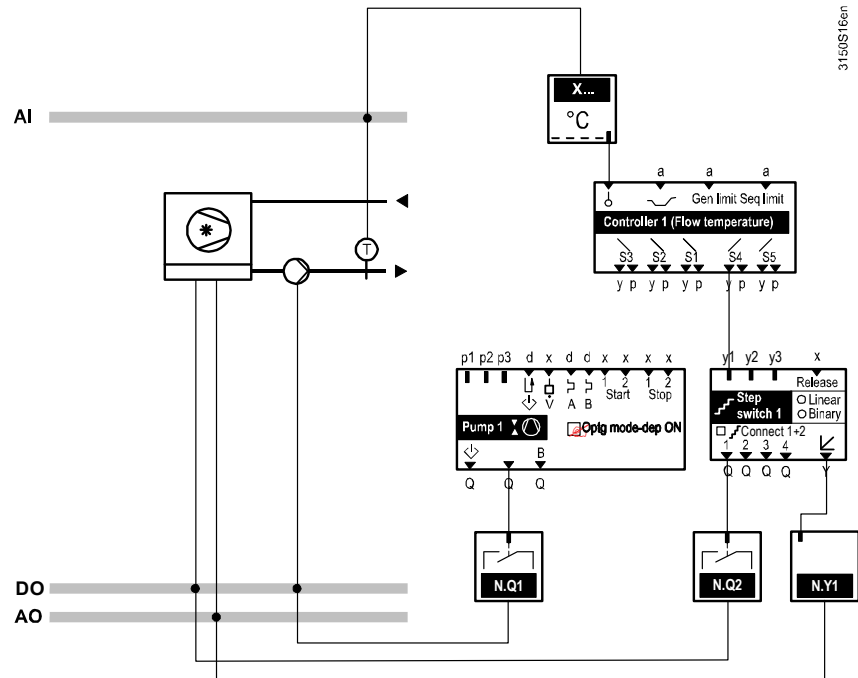 3150S16en
AI
X...
°C
a a a
Gen limit Seq limit
Controller 1 (Flow temperature)
S3 S2 S1 S4 S5
y p y p y p y p y p
T
p1 p2 p3 d x d d x x x x
1 2 1 2
A B Start Stop
Pump 1
Optg mode-dep ON
B
Q Q Q
y1 y2 y3 x
Release
Step
switch 1
Linear
Binary
Connect 1+2
1 2 3 4
Q Q Q Q Y
N.Q1
N.Q2
N.Y1
DO
AO